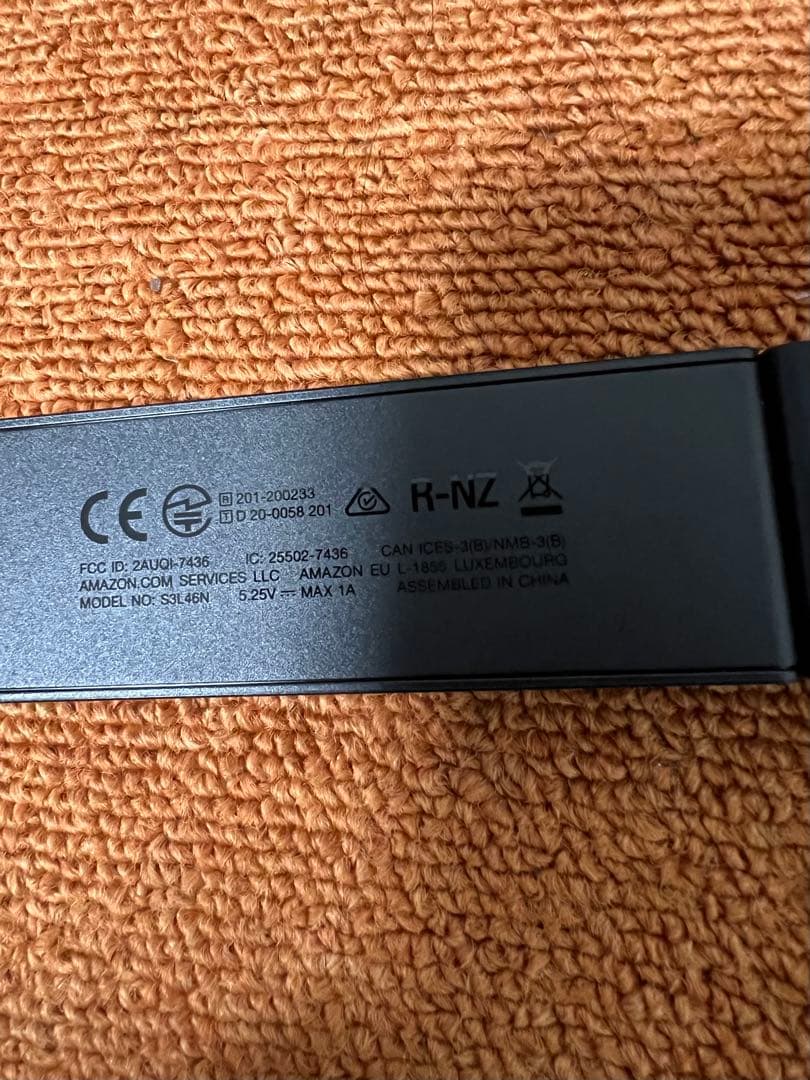 CE R 201-200233 R-NZ
T D 20-0058 201
FCC ID: 2AUQI-7436 IC: 25502-7436 CAN ICES-3(B)/NMB-3(B)
AMAZON.COM SERVICES LLC AMAZON EU L-1855 LUXEMBOURG
MODEL NO: S3L46N 5.25V⎓MAX 1A ASSEMBLED IN CHINA